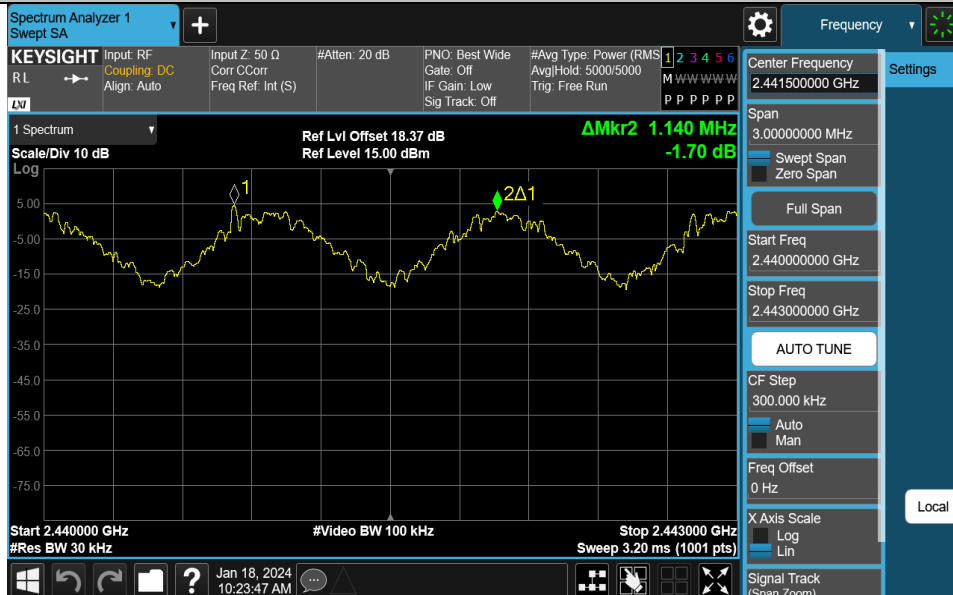 Spectrum Analyzer 1
Swept SA
+
Frequency
KEYSIGHT
RL
LXI
Input: RF
Coupling: DC
Align: Auto
Input Z: 50 Ω
Corr CCorr
Freq Ref: Int (S)
#Atten: 20 dB
PNO: Best Wide
Gate: Off
IF Gain: Low
Sig Track: Off
#Avg Type: Power (RMS
Avg|Hold: 5000/5000
Trig: Free Run
1 2 3 4 5 6
M W W W W W
P P P P P P
1 Spectrum
Scale/Div 10 dB
Log
Ref Lvl Offset 18.37 dB
Ref Level 15.00 dBm
ΔMkr2 1.140 MHz
-1.70 dB
1
2Δ1
5.00
-5.00
-15.0
-25.0
-35.0
-45.0
-55.0
-65.0
-75.0
Start 2.440000 GHz
#Res BW 30 kHz
#Video BW 100 kHz
Stop 2.443000 GHz
Sweep 3.20 ms (1001 pts)
Jan 18, 2024
10:23:47 AM
Center Frequency
2.441500000 GHz
Span
3.00000000 MHz
Swept Span
Zero Span
Full Span
Start Freq
2.440000000 GHz
Stop Freq
2.443000000 GHz
AUTO TUNE
CF Step
300.000 kHz
Auto
Man
Freq Offset
0 Hz
X Axis Scale
Log
Lin
Signal Track
(Span Zoom)
Settings
Local
?